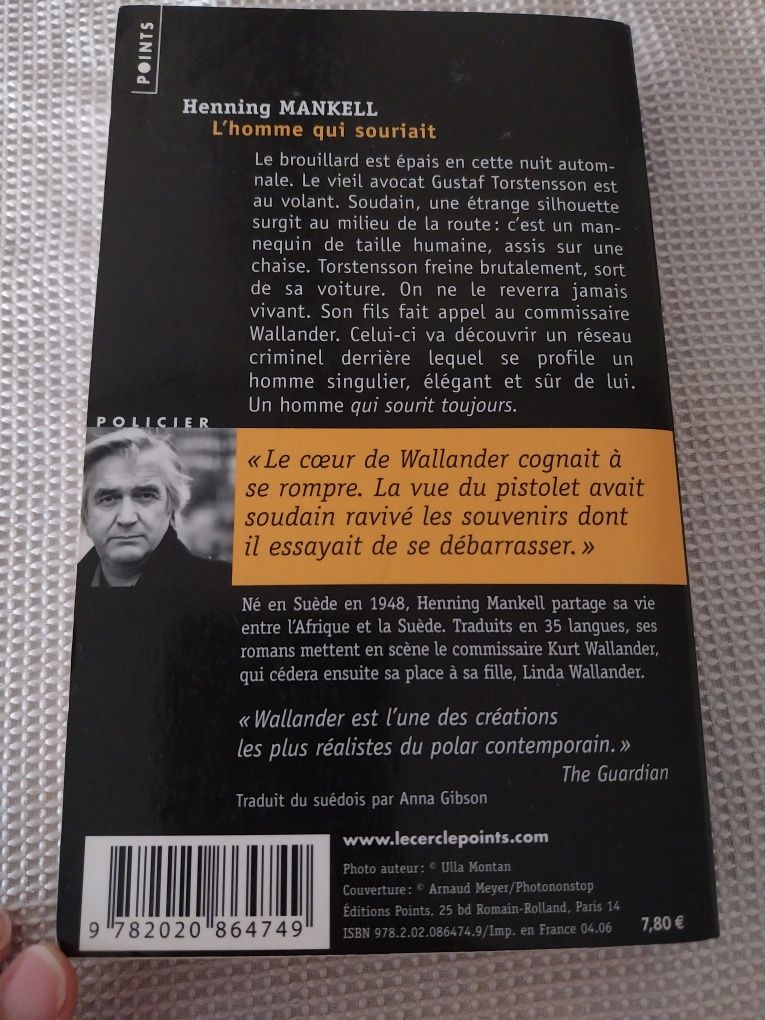 POINTS
Henning MANKELL
L'homme qui souriait
Le brouillard est épais en cette nuit autom-
nale. Le vieil avocat Gustaf Torstensson est
au volant. Soudain, une étrange silhouette
surgit au milieu de la route : c'est un man-
nequin de taille humaine, assis sur une
chaise. Torstensson freine brutalement, sort
de sa voiture. On ne le reverra jamais
vivant. Son fils fait appel au commissaire
Wallander. Celui-ci va découvrir un réseau
criminel derrière lequel se profile un
homme singulier, élégant et sûr de lui.
Un homme qui sourit toujours.
POLICIER
« Le cœur de Wallander cognait à
se rompre. La vue du pistolet avait
soudain ravivé les souvenirs dont
il essayait de se débarrasser. »
Né en Suède en 1948, Henning Mankell partage sa vie
entre l'Afrique et la Suède. Traduits en 35 langues, ses
romans mettent en scène le commissaire Kurt Wallander,
qui cédera ensuite sa place à sa fille, Linda Wallander.
« Wallander est l'une des créations
les plus réalistes du polar contemporain. »
The Guardian
Traduit du suédois par Anna Gibson
www.lecerclepoints.com
Photo auteur : © Ulla Montan
Couverture : © Arnaud Meyer/Photononstop
Éditions Points, 25 bd Romain-Rolland, Paris 14
ISBN 978.2.02.086474.9/Imp. en France 04.06
7,80 €
9 782020 864749